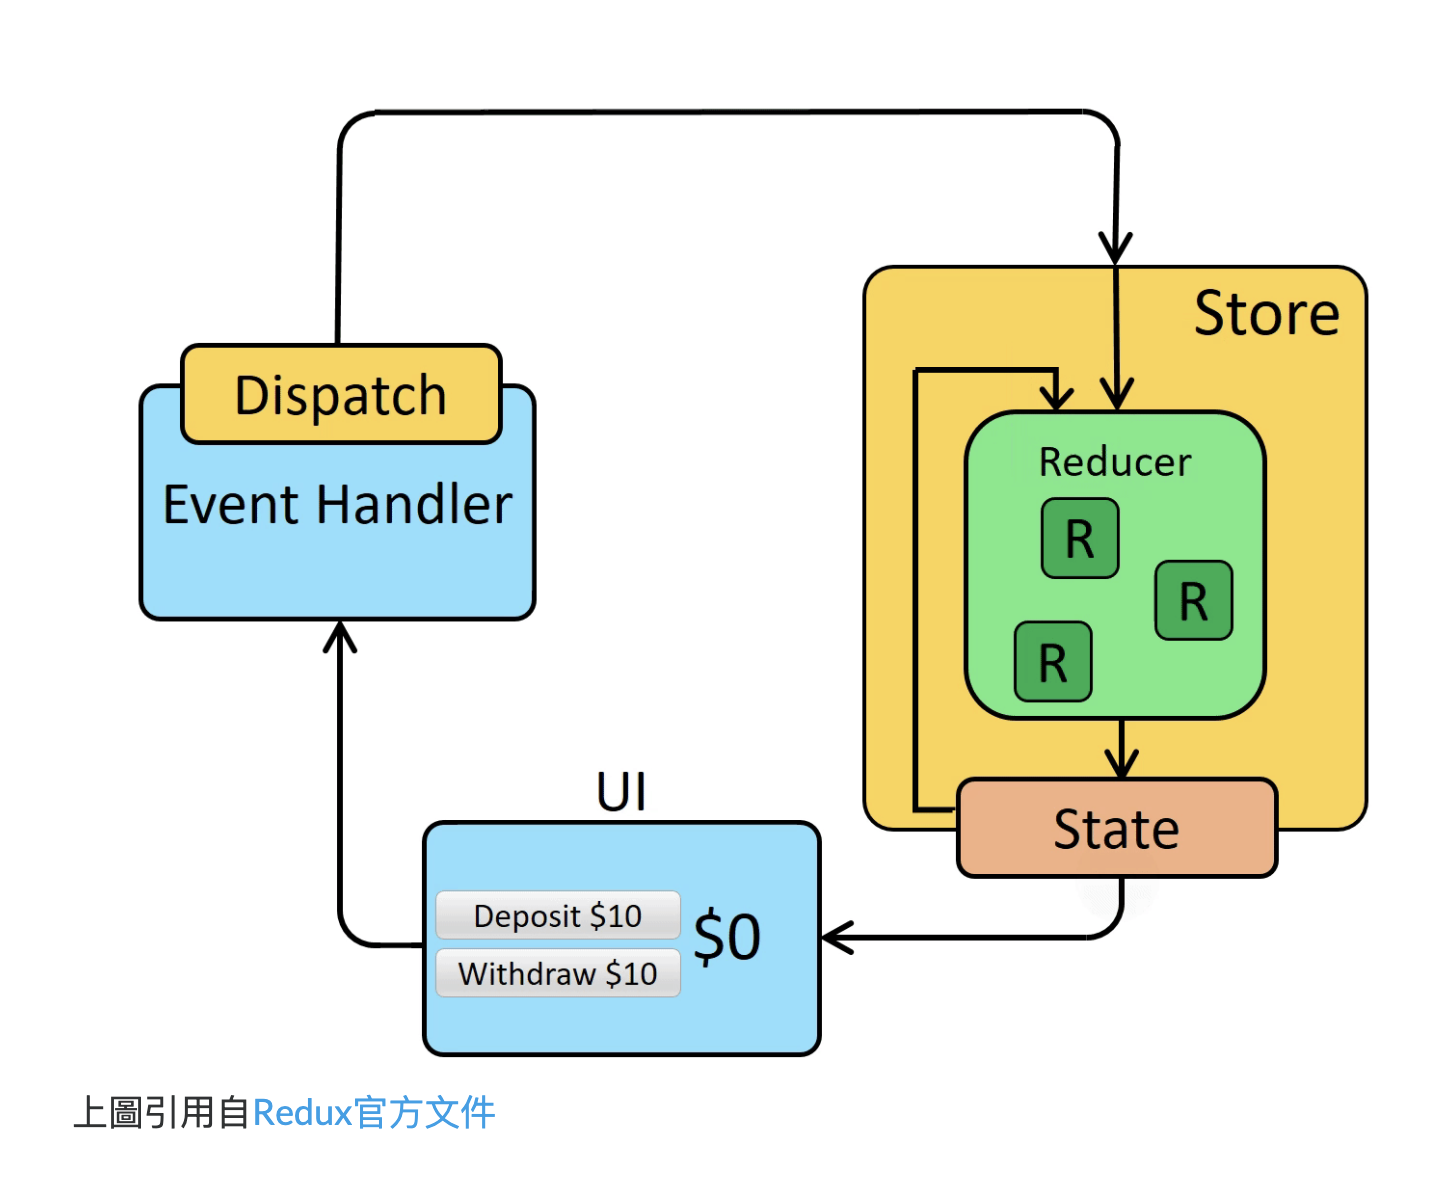 Dispatch
Event Handler
Store
Reducer
R
R
R
State
UI
Deposit $10
Withdraw $10
$0
上圖引用自Redux官方文件